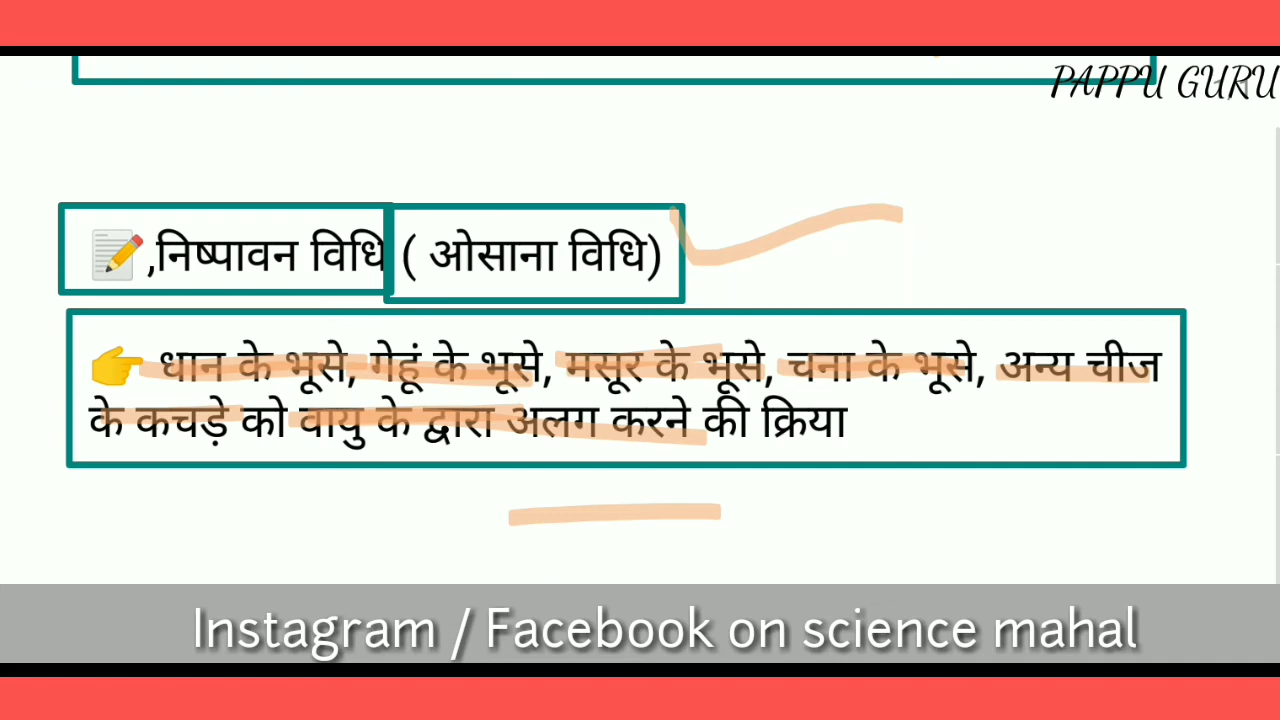 PAPPU GURU
📝,निष्पावन विधि ( ओसाना विधि)
👉 धान के भूसे, गेहूं के भूसे, मसूर के भूसे, चना के भूसे, अन्य चीज
के कचड़े को वायु के द्वारा अलग करने की क्रिया
Instagram / Facebook on science mahal